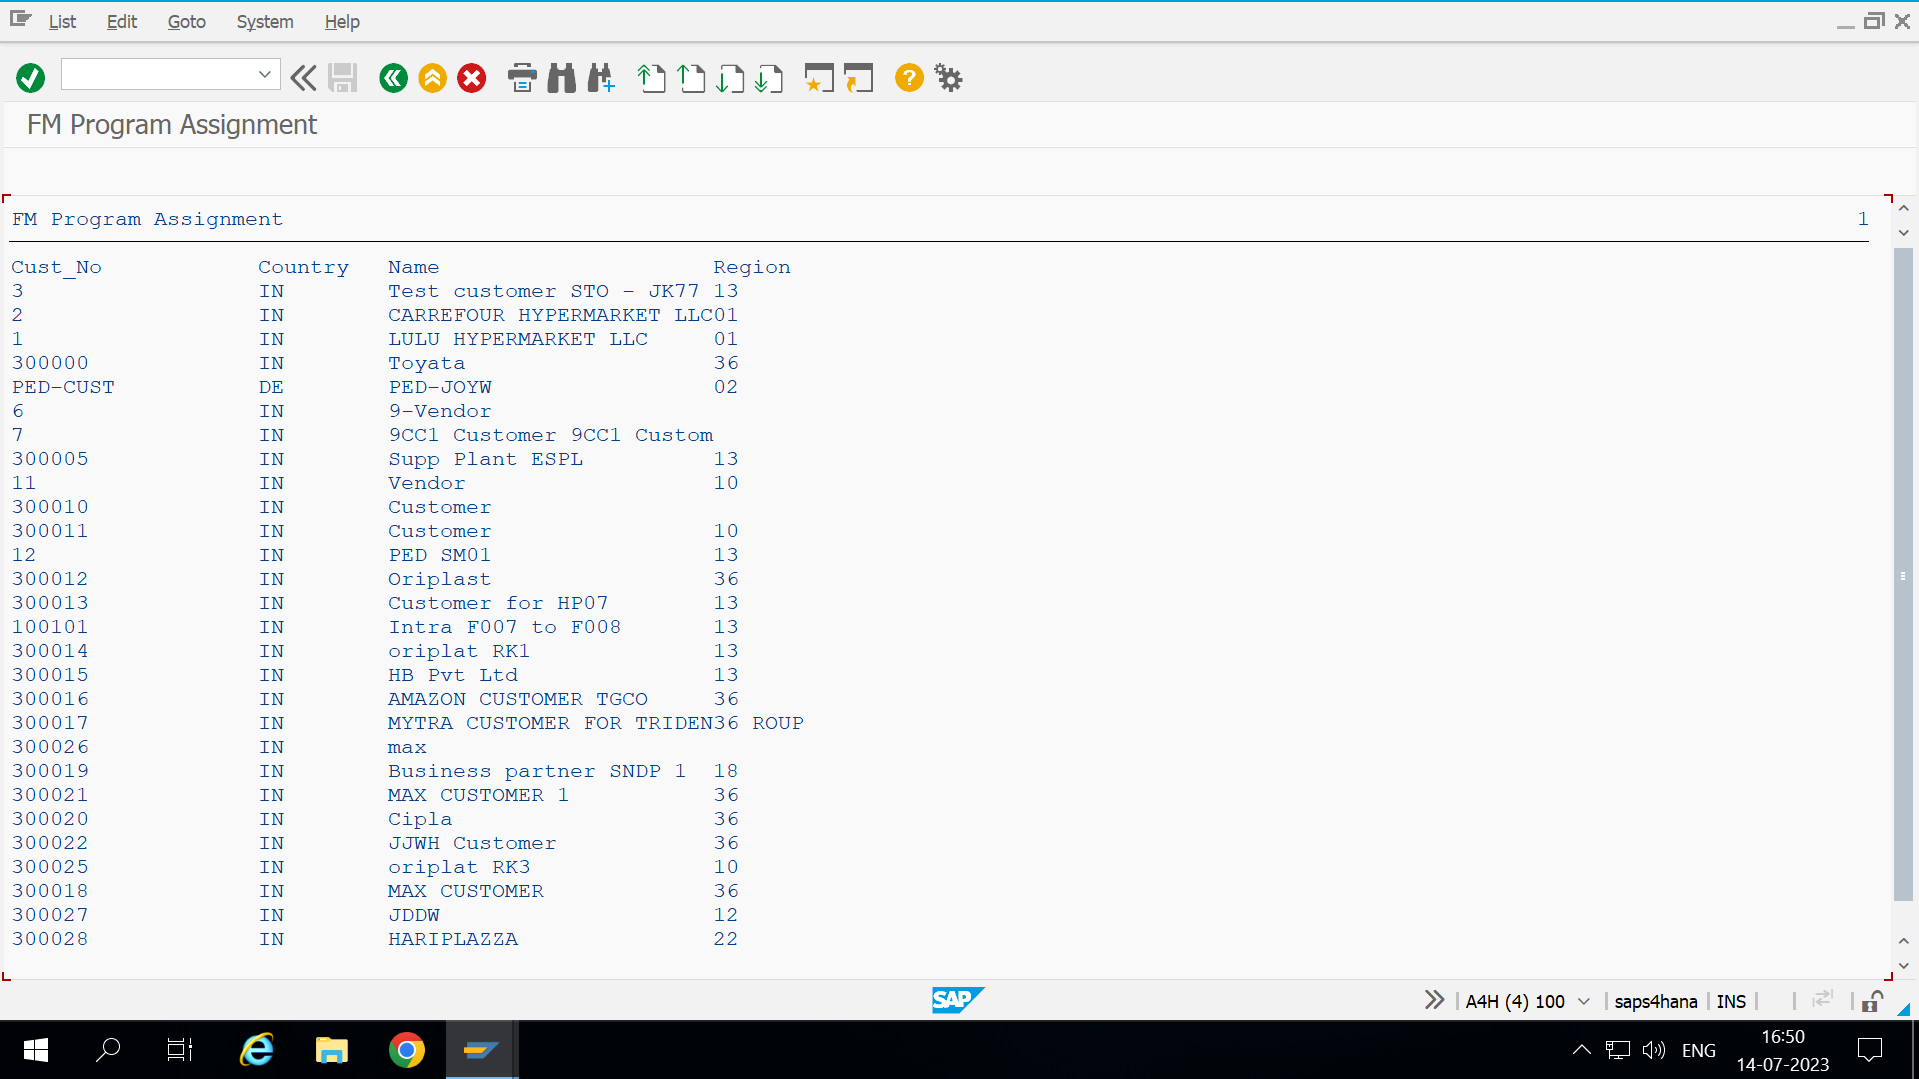 List Edit Goto System Help
FM Program Assignment
FM Program Assignment 1
Cust_No Country Name Region
3 IN Test customer STO - JK77 13
2 IN CARREFOUR HYPERMARKET LLC01
1 IN LULU HYPERMARKET LLC 01
300000 IN Toyata 36
PED-CUST DE PED-JOYW 02
6 IN 9-Vendor
7 IN 9CC1 Customer 9CC1 Custom
300005 IN Supp Plant ESPL 13
11 IN Vendor 10
300010 IN Customer
300011 IN Customer 10
12 IN PED SM01 13
300012 IN Oriplast 36
300013 IN Customer for HP07 13
100101 IN Intra F007 to F008 13
300014 IN oriplat RK1 13
300015 IN HB Pvt Ltd 13
300016 IN AMAZON CUSTOMER TGCO 36
300017 IN MYTRA CUSTOMER FOR TRIDEN36 ROUP
300026 IN max
300019 IN Business partner SNDP 1 18
300021 IN MAX CUSTOMER 1 36
300020 IN Cipla 36
300022 IN JJWH Customer 36
300025 IN oriplat RK3 10
300018 IN MAX CUSTOMER 36
300027 IN JDDW 12
300028 IN HARIPLAZZA 22
SAP A4H (4) 100 saps4hana INS
ENG 16:50
14-07-2023